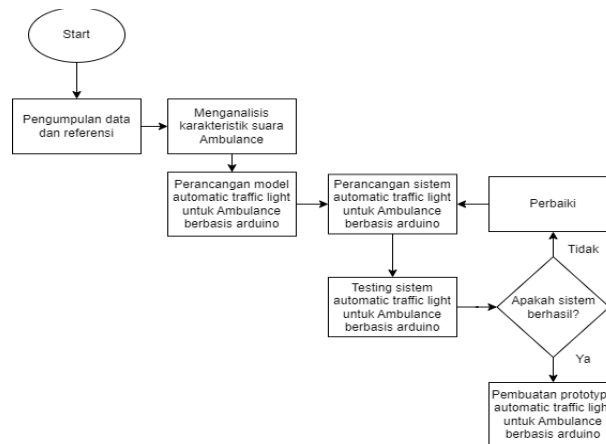 Start
Pengumpulan data
dan referensi
Menganalisis
karakteristik suara
Ambulance
Perancangan model
automatic traffic light
untuk Ambulance
berbasis arduino
Perancangan sistem
automatic traffic light
untuk Ambulance
berbasis arduino
Perbaiki
Tidak
Testing sistem
automatic traffic light
untuk Ambulance
berbasis arduino
Apakah sistem
berhasil?
Ya
Pembuatan prototyp
automatic traffic ligh
untuk Ambulance
berbasis arduino